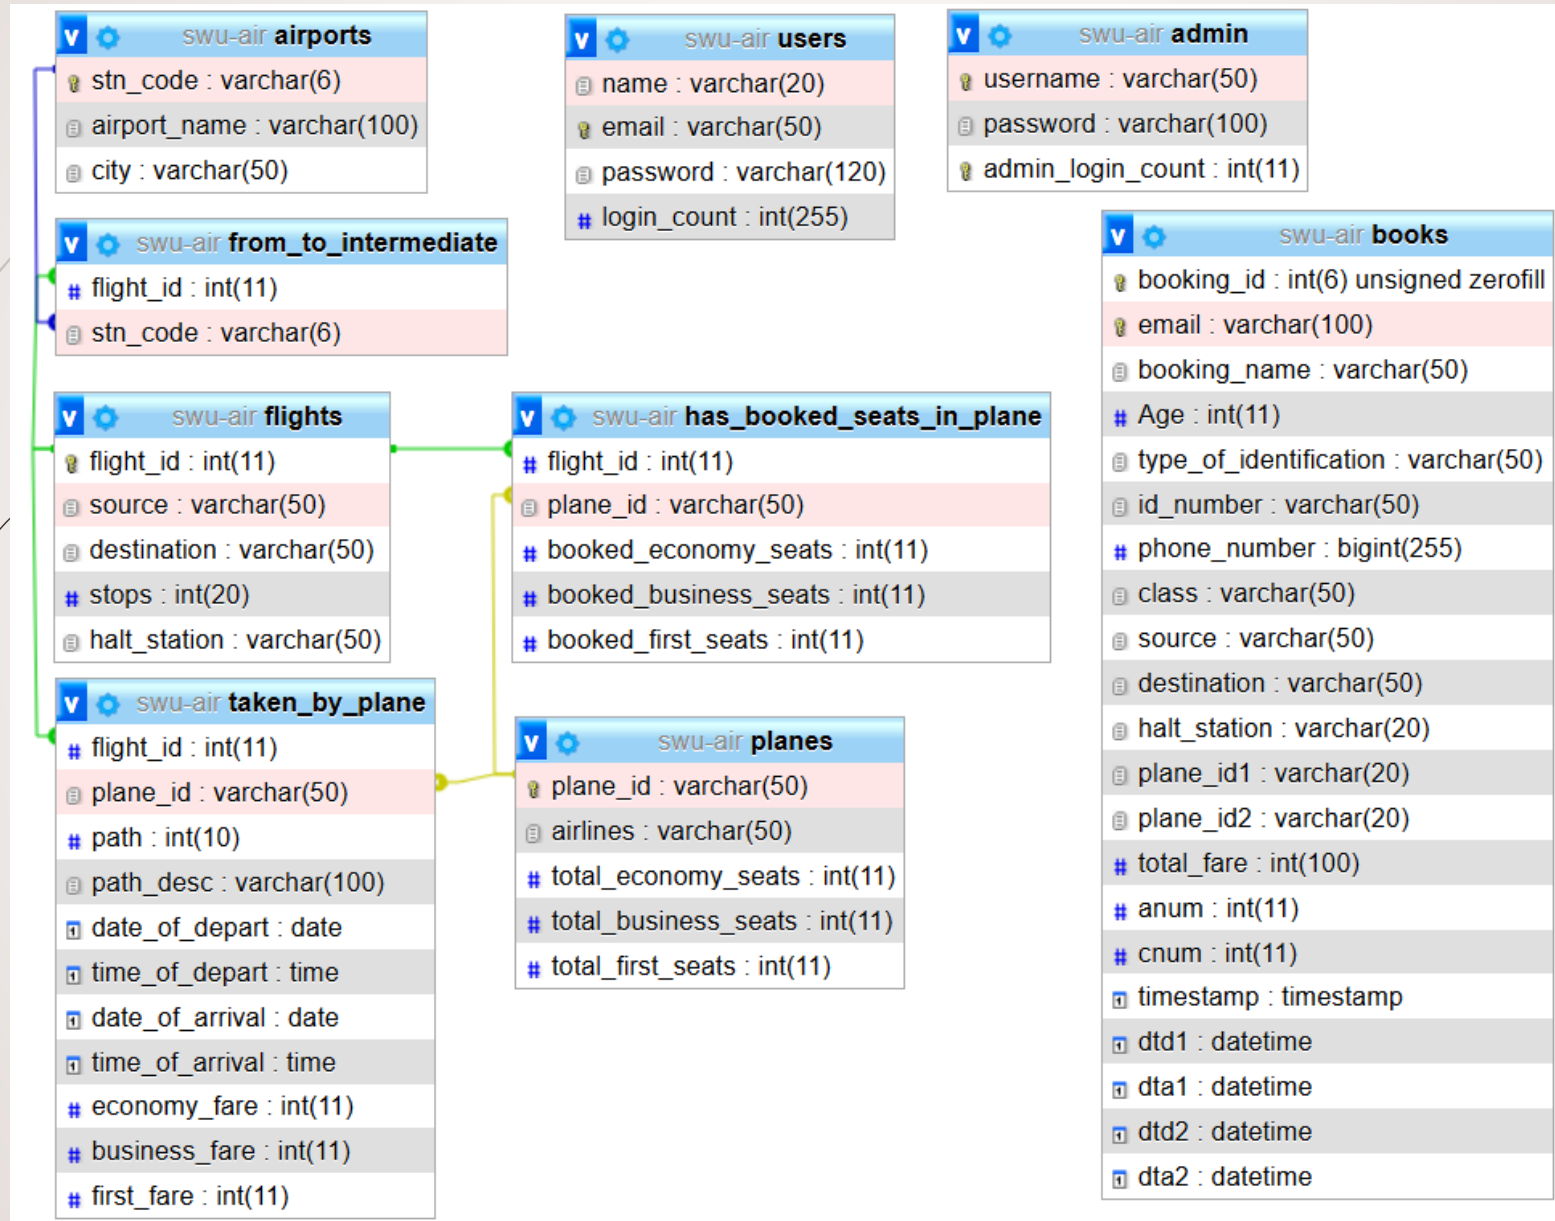 swu-air airports
stn_code : varchar(6)
airport_name : varchar(100)
city : varchar(50)
swu-air users
name : varchar(20)
email : varchar(50)
password : varchar(120)
login_count : int(255)
swu-air admin
username : varchar(50)
password : varchar(100)
admin_login_count : int(11)
swu-air from_to_intermediate
flight_id : int(11)
stn_code : varchar(6)
swu-air books
booking_id : int(6) unsigned zerofill
email : varchar(100)
booking_name : varchar(50)
Age : int(11)
type_of_identification : varchar(50)
id_number : varchar(50)
phone_number : bigint(255)
class : varchar(50)
source : varchar(50)
destination : varchar(50)
halt_station : varchar(20)
plane_id1 : varchar(20)
plane_id2 : varchar(20)
total_fare : int(100)
anum : int(11)
cnum : int(11)
timestamp : timestamp
dtd1 : datetime
dta1 : datetime
dtd2 : datetime
dta2 : datetime
swu-air flights
flight_id : int(11)
source : varchar(50)
destination : varchar(50)
stops : int(20)
halt_station : varchar(50)
swu-air has_booked_seats_in_plane
flight_id : int(11)
plane_id : varchar(50)
booked_economy_seats : int(11)
booked_business_seats : int(11)
booked_first_seats : int(11)
swu-air taken_by_plane
flight_id : int(11)
plane_id : varchar(50)
path : int(10)
path_desc : varchar(100)
date_of_depart : date
time_of_depart : time
date_of_arrival : date
time_of_arrival : time
economy_fare : int(11)
business_fare : int(11)
first_fare : int(11)
swu-air planes
plane_id : varchar(50)
airlines : varchar(50)
total_economy_seats : int(11)
total_business_seats : int(11)
total_first_seats : int(11)